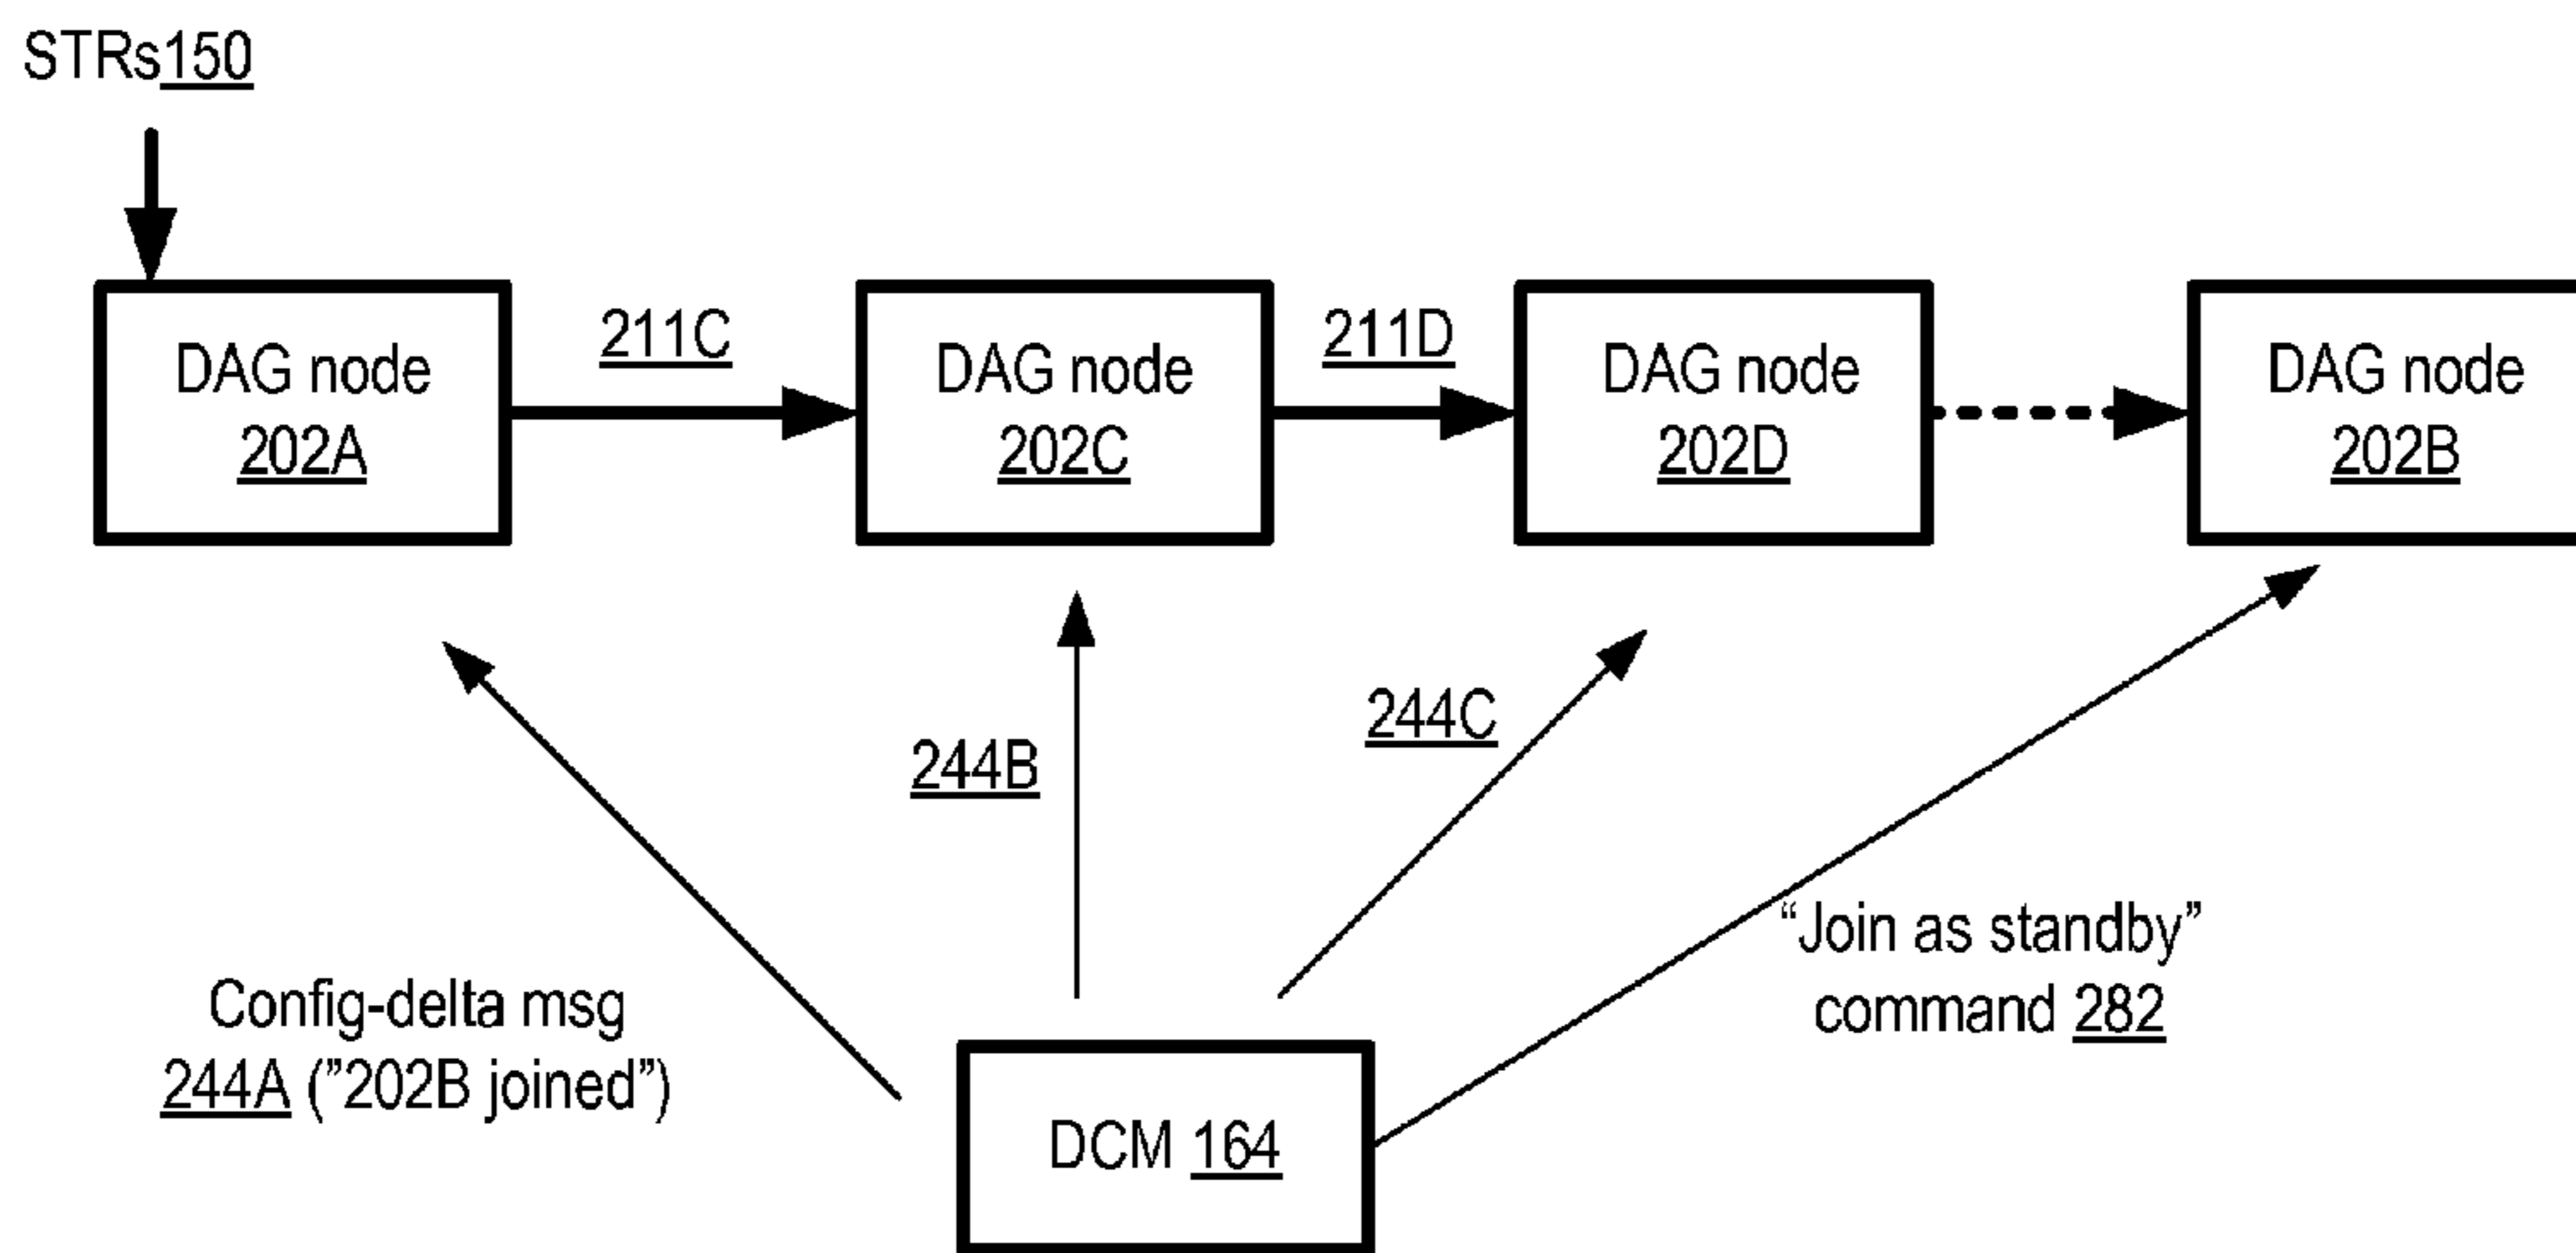 STRs150
211C
211D
DAG node
202A
DAG node
202C
DAG node
202D
DAG node
202B
244B
244C
“Join as standby”
command 282
Config-delta msg
244A (”202B joined”)
DCM 164